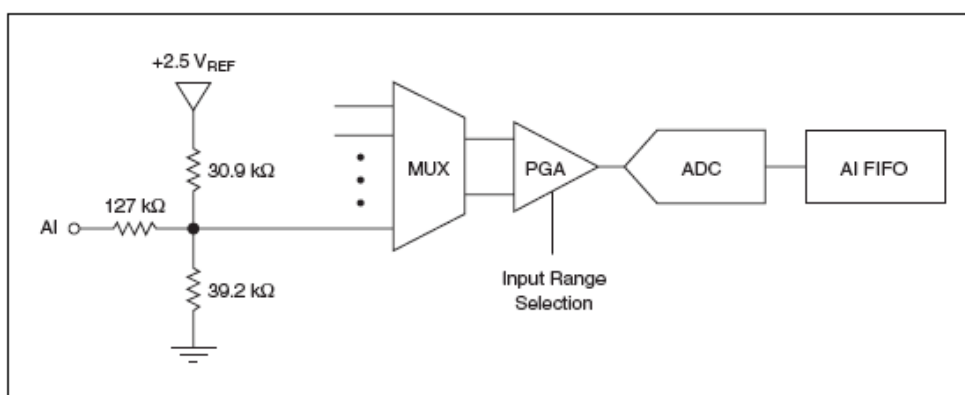 +2.5 VREF
30.9 kΩ
127 kΩ
AI
39.2 kΩ
MUX
PGA
ADC
AI FIFO
Input Range
Selection